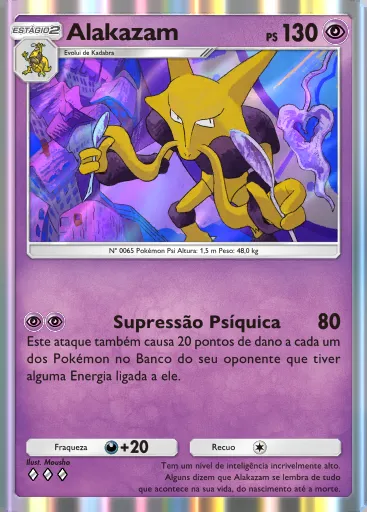 ESTÁGIO 2
Alakazam
PS 130
Evolui de Kadabra
N° 0065 Pokémon Psi Altura: 1,5 m Peso: 48,0 kg
Supressão Psíquica 80
Este ataque também causa 20 pontos de dano a cada um
dos Pokémon no Banco do seu oponente que tiver
alguma Energia ligada a ele.
Fraqueza +20
Recuo
Ilust. Mousho
Tem um nível de inteligência incrivelmente alto.
Alguns dizem que Alakazam se lembra de tudo
que acontece na sua vida, do nascimento até a morte.